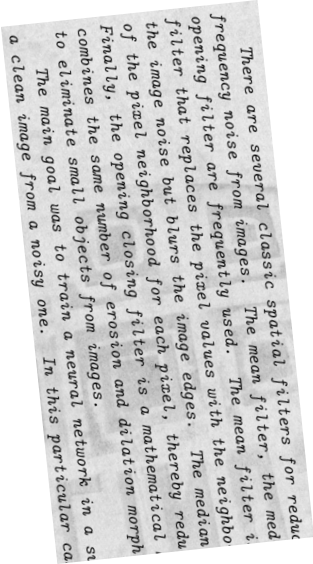 There are several classic spatial filters for reduc
frequency noise from images. The mean filter, the med
opening filter are frequently used. The mean filter i
filter that replaces the pixel values with the neighbo
the image noise but blurs the image edges. The median
of the pixel neighborhood for each pixel, thereby redu
Finally, the opening closing filter is a mathematical
combines the same number of erosion and dilation morph
to eliminate small objects from images.
The main goal was to train a neural network in a su
a clean image from a noisy one. In this particular ca